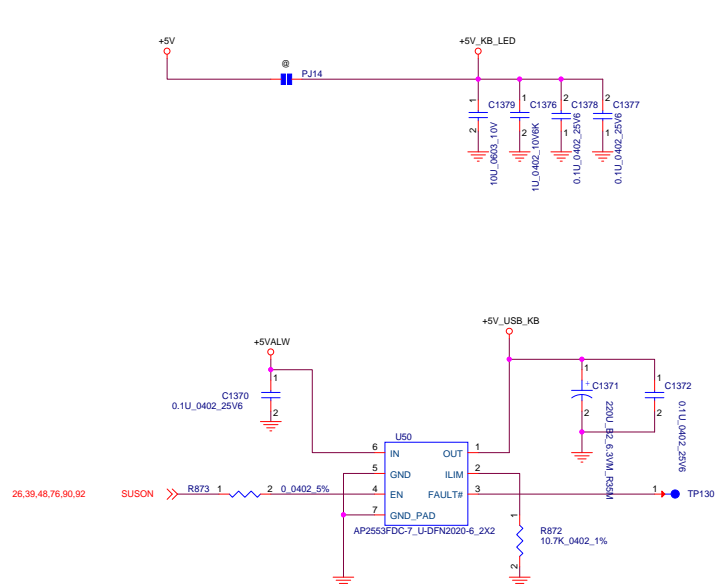 +5V
+5V_KB_LED
@
PJ14
1
2
C1379
10U_0603_10V
1
2
C1376
1U_0402_10V6K
2
1
C1378
0.1U_0402_25V6
2
1
C1377
0.1U_0402_25V6
+5VALW
+5V_USB_KB
1
2
C1370
0.1U_0402_25V6
1
+
2
C1371
220U_B2_6.3VM_R35M
1
2
C1372
0.1U_0402_25V6
U50
6 IN OUT 1
5 GND ILIM 2
4 EN FAULT# 3
7 GND_PAD
AP2553FDC-7_U-DFN2020-6_2X2
26,39,48,76,90,92 SUSON R873 1 2 0_0402_5%
1 TP130
1
2
R872
10.7K_0402_1%